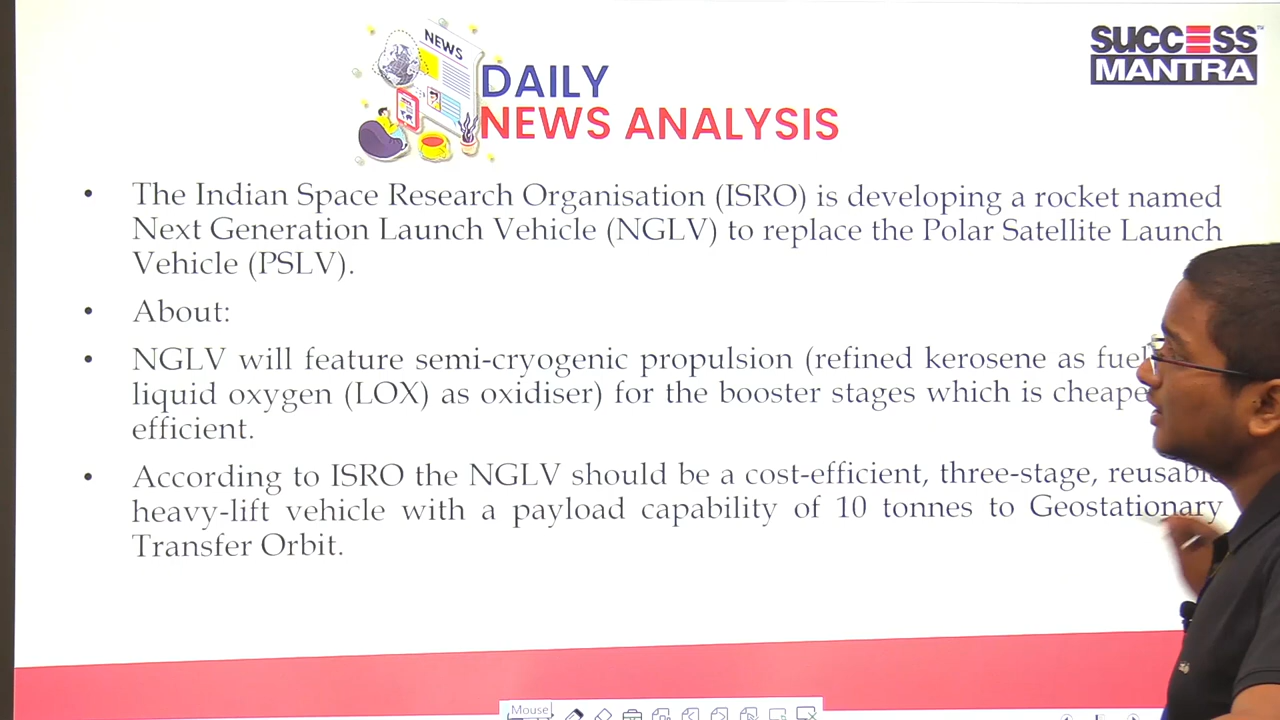 NEWS
DAILY
NEWS ANALYSIS
SUCCESS
MANTRA
• The Indian Space Research Organisation (ISRO) is developing a rocket named
Next Generation Launch Vehicle (NGLV) to replace the Polar Satellite Launch
Vehicle (PSLV).
• About:
• NGLV will feature semi-cryogenic propulsion (refined kerosene as fuel
liquid oxygen (LOX) as oxidiser) for the booster stages which is
efficient.
• According to ISRO the NGLV should be a cost-efficient, three-stage, reusable
heavy-lift vehicle with a payload capability of 10 tonnes to Geostationary
Transfer Orbit.
Mouse